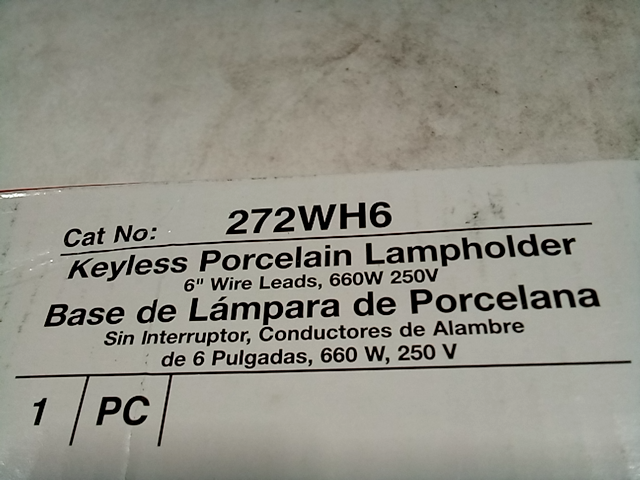 Cat No: 272WH6
Keyless Porcelain Lampholder
6" Wire Leads, 660W 250V
Base de Lámpara de Porcelana
Sin Interruptor, Conductores de Alambre
de 6 Pulgadas, 660 W, 250 V
1 PC